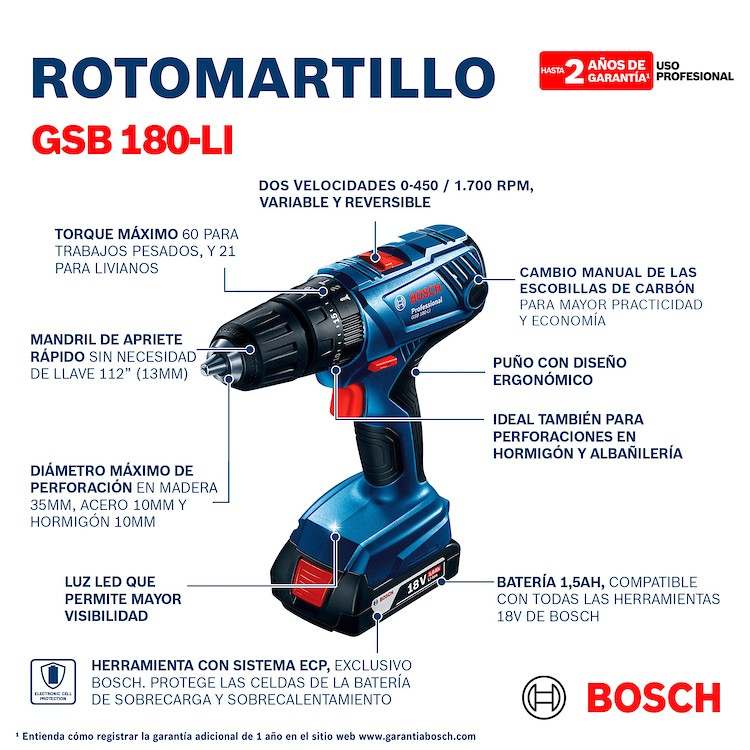 ROTOMARTILLO
GSB 180-LI
HASTA 2 AÑOS DE GARANTÍA¹
USO PROFESIONAL
DOS VELOCIDADES 0-450 / 1.700 RPM,
VARIABLE Y REVERSIBLE
TORQUE MÁXIMO 60 PARA
TRABAJOS PESADOS, Y 21
PARA LIVIANOS
CAMBIO MANUAL DE LAS
ESCOBILLAS DE CARBÓN
PARA MAYOR PRACTICIDAD
Y ECONOMÍA
BOSCH
Professional
GSB 180-LI
15
MANDRIL DE APRIETE
RÁPIDO SIN NECESIDAD
DE LLAVE 112” (13MM)
PUÑO CON DISEÑO
ERGONÓMICO
IDEAL TAMBIÉN PARA
PERFORACIONES EN
HORMIGÓN Y ALBAÑILERÍA
DIÁMETRO MÁXIMO DE
PERFORACIÓN EN MADERA
35MM, ACERO 10MM Y
HORMIGÓN 10MM
LUZ LED QUE
PERMITE MAYOR
VISIBILIDAD
BOSCH
18V
BATERÍA 1,5AH, COMPATIBLE
CON TODAS LAS HERRAMIENTAS
18V DE BOSCH
ELECTRONIC CELL
PROTECTION
HERRAMIENTA CON SISTEMA ECP, EXCLUSIVO
BOSCH. PROTEGE LAS CELDAS DE LA BATERÍA
DE SOBRECARGA Y SOBRECALENTAMIENTO
BOSCH
¹ Entienda cómo registrar la garantía adicional de 1 año en el sitio web www.garantiabosch.com